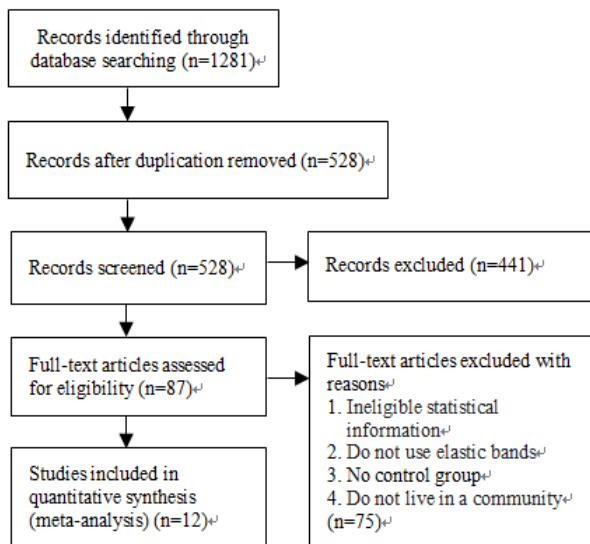 Records identified through
database searching (n=1281)↵
Records after duplication removed (n=528)↵
Records screened (n=528)↵
Records excluded (n=441)↵
Full-text articles assessed
for eligibility (n=87)↵
Full-text articles excluded with
reasons
1. Ineligible statistical
information
2. Do not use elastic bands
3. No control group
4. Do not live in a community↵
(n=75)↵
Studies included in
quantitative synthesis
(meta-analysis) (n=12)↵